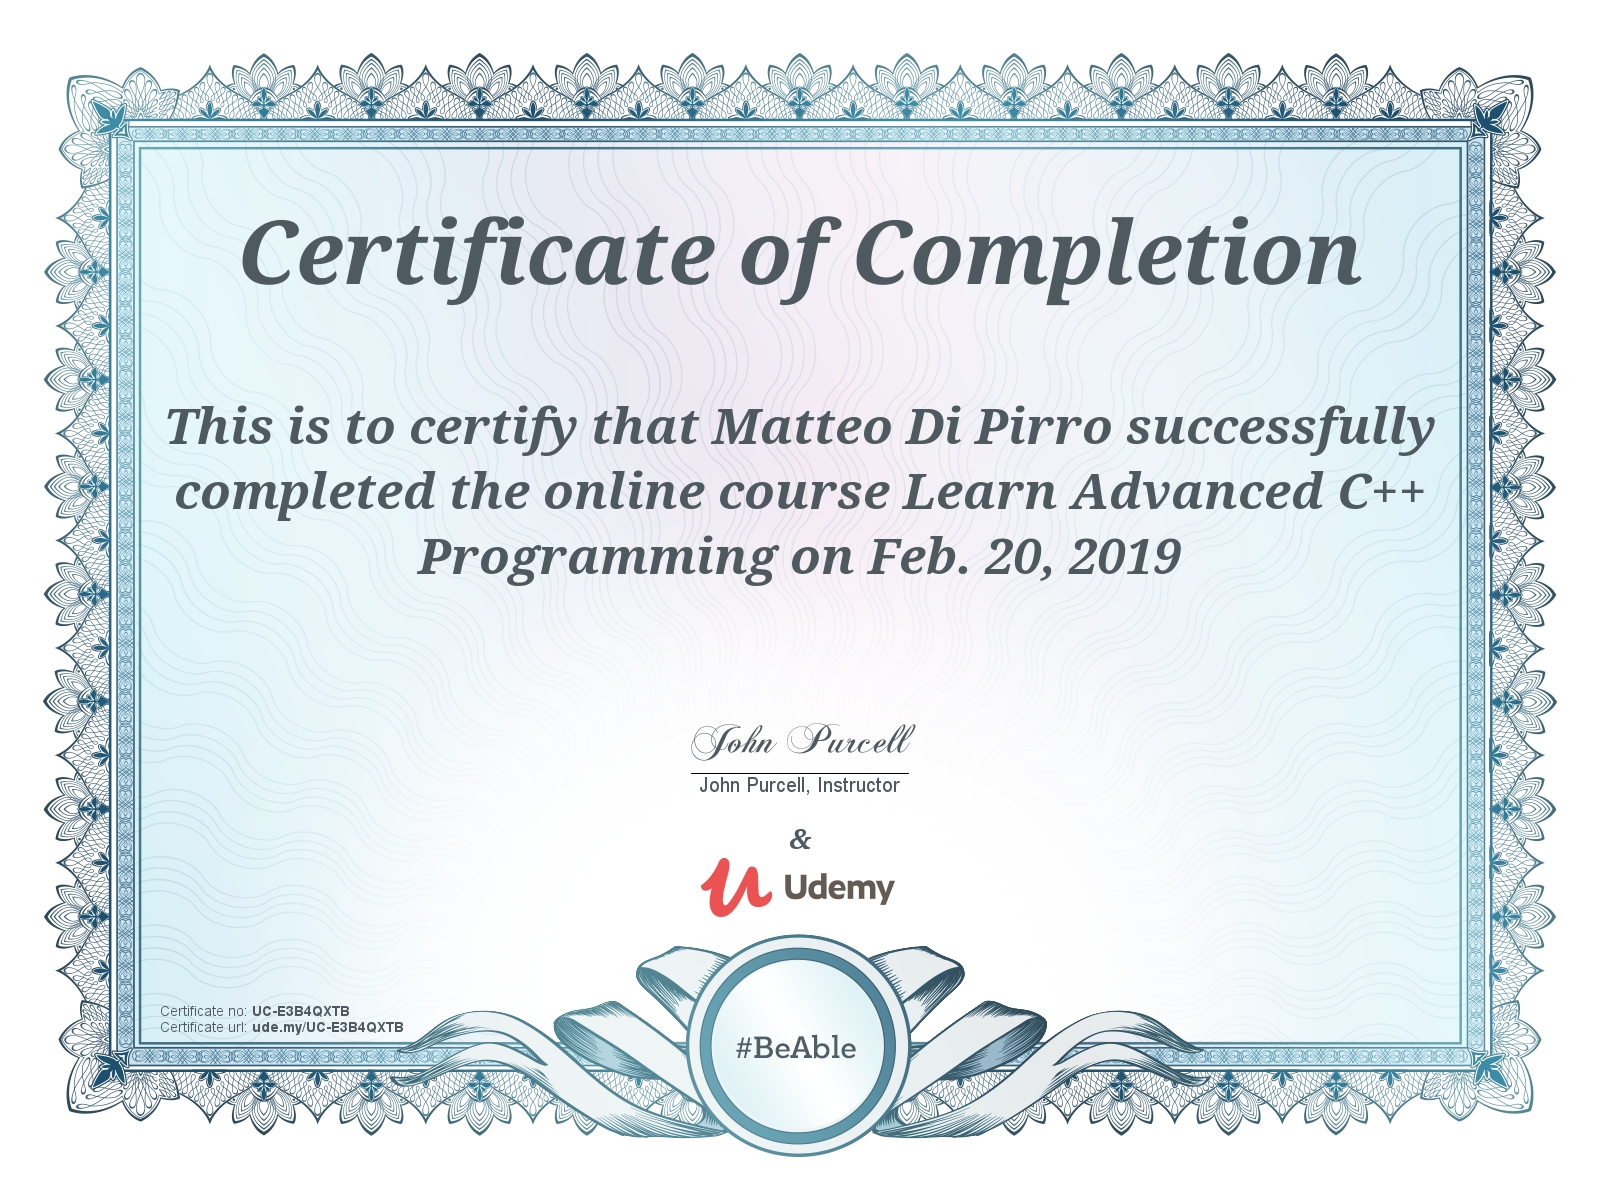 Certificate of Completion
This is to certify that Matteo Di Pirro successfully
completed the online course Learn Advanced C++
Programming on Feb. 20, 2019
John Purcell
John Purcell, Instructor
&
Udemy
Certificate no: UC-E3B4QXTB
Certificate url: ude.my/UC-E3B4QXTB
#BeAble